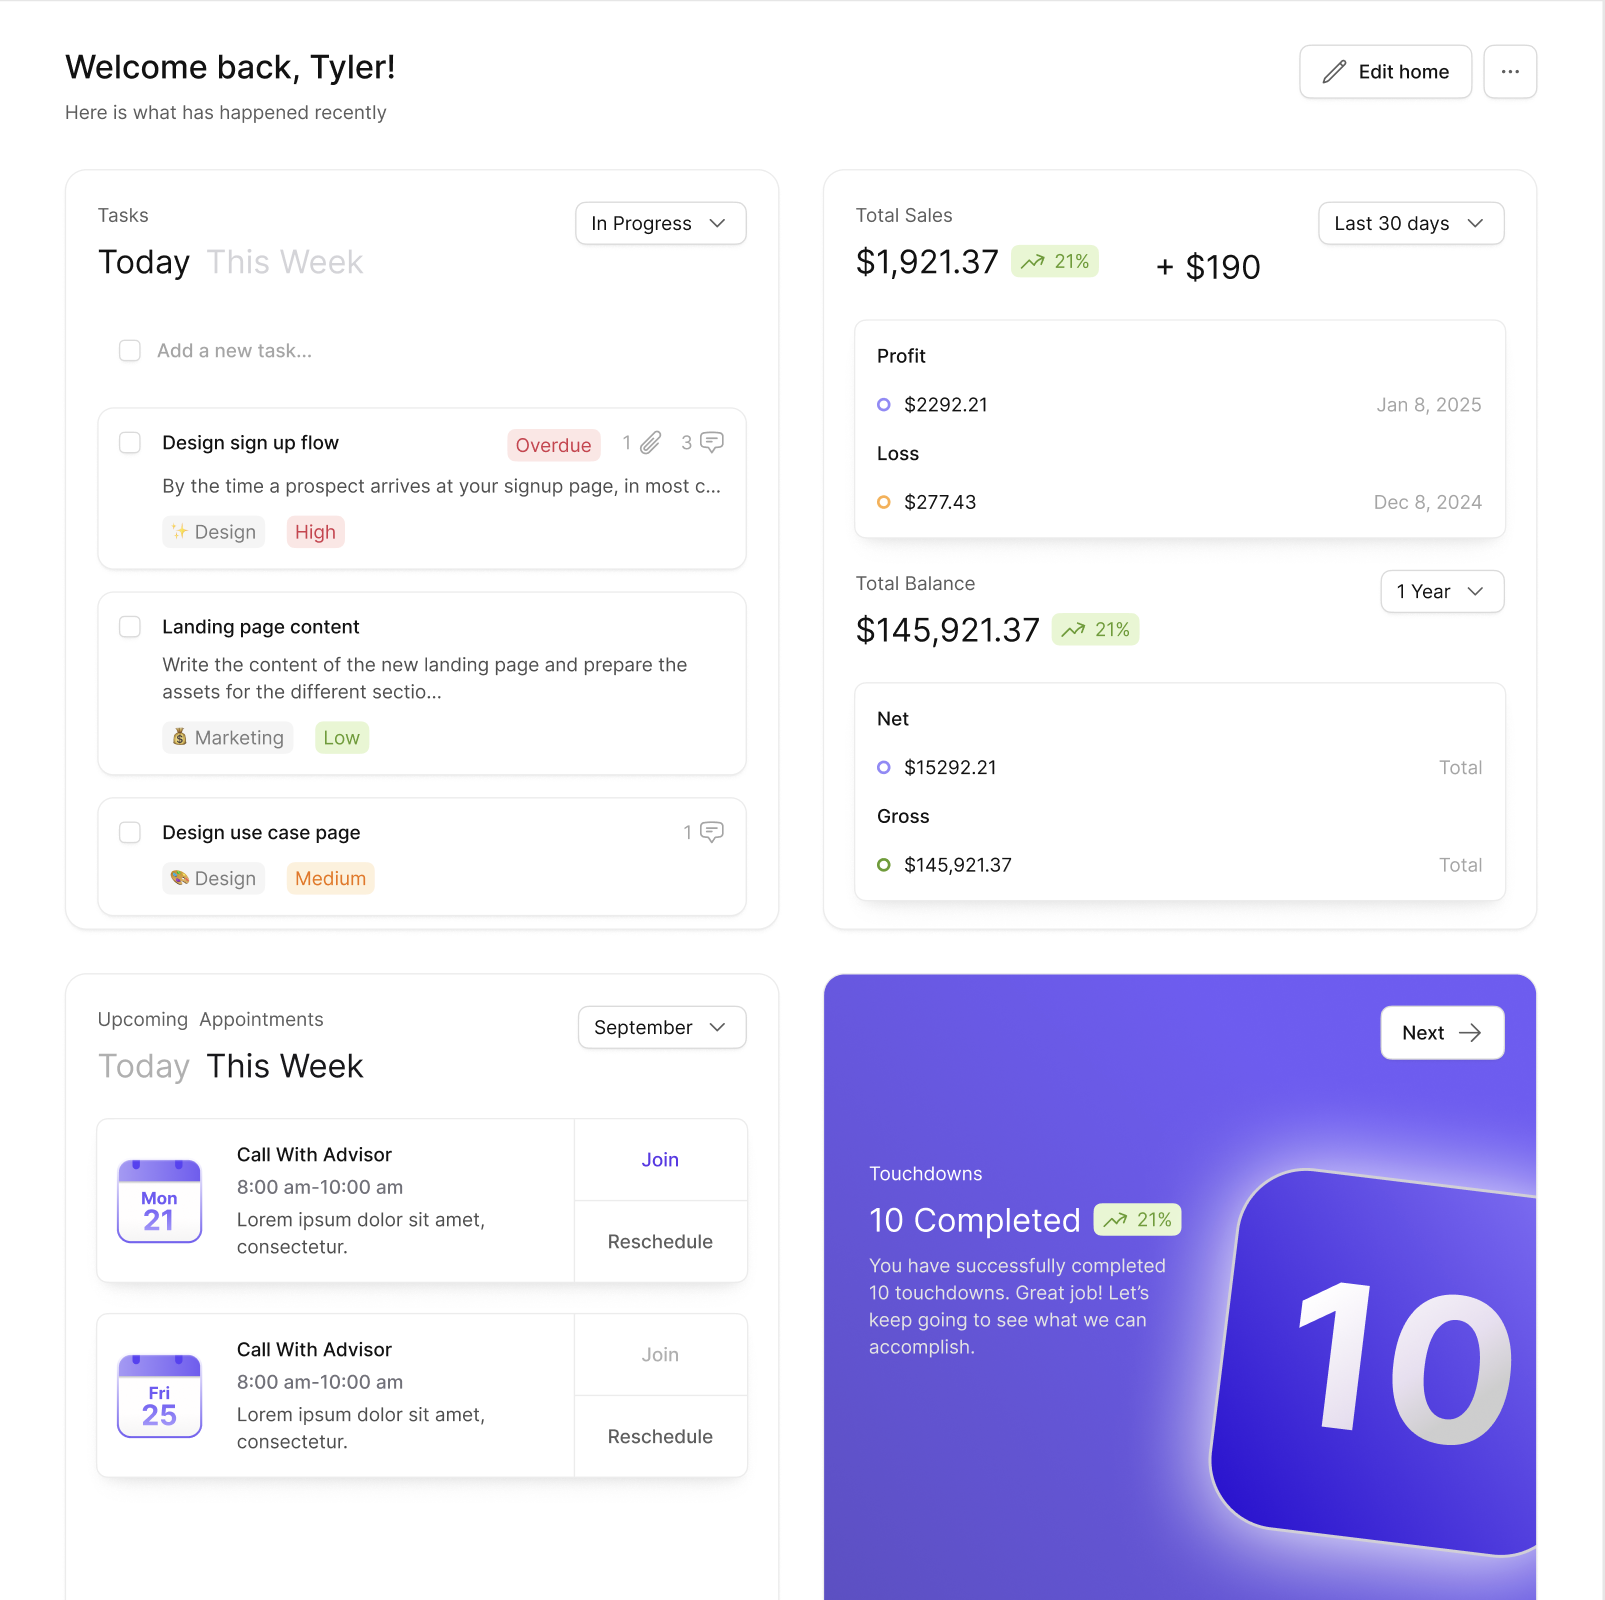 Welcome back, Tyler!
Here is what has happened recently
Edit home
Tasks
Today This Week
In Progress
Add a new task...
Design sign up flow
Overdue
1
3
By the time a prospect arrives at your signup page, in most c...
Design
High
Landing page content
Write the content of the new landing page and prepare the
assets for the different sectio...
Marketing
Low
Design use case page
1
Design
Medium
Total Sales
$1,921.37
21%
+ $190
Last 30 days
Profit
$2292.21
Jan 8, 2025
Loss
$277.43
Dec 8, 2024
Total Balance
$145,921.37
21%
1 Year
Net
$15292.21
Total
Gross
$145,921.37
Total
Upcoming Appointments
Today This Week
September
Mon
21
Call With Advisor
8:00 am-10:00 am
Lorem ipsum dolor sit amet,
consectetur.
Join
Reschedule
Fri
25
Call With Advisor
8:00 am-10:00 am
Lorem ipsum dolor sit amet,
consectetur.
Join
Reschedule
Next
Touchdowns
10 Completed
21%
You have successfully completed
10 touchdowns. Great job! Let’s
keep going to see what we can
accomplish.
10